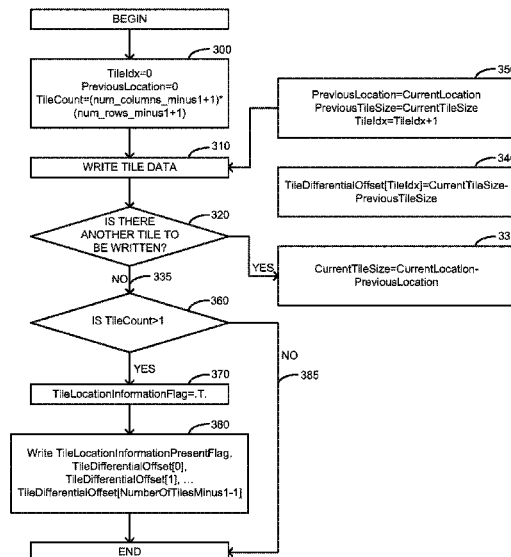 BEGIN
300
TileIdx=0
PreviousLocation=0
TileCount=(num_columns_minus1+1)*
(num_rows_minus1+1)
310
WRITE TILE DATA
320
IS THERE
ANOTHER TILE TO
BE WRITTEN?
YES
NO
335
360
IS TileCount>1
NO
385
YES
370
TileLocationInformationFlag=.T.
380
Write TileLocationInformationPresentFlag,
TileDifferentialOffset[0],
TileDifferentialOffset[1], ...
TileDifferentialOffset[NumberOfTilesMinus1-1]
END
PreviousLocation=CurrentLocation
PreviousTileSize=CurrentTileSize
TileIdx=TileIdx+1
TileDifferentialOffset[TileIdx]=CurrentTileSize-
PreviousTileSize
CurrentTileSize=CurrentLocation-
PreviousLocation